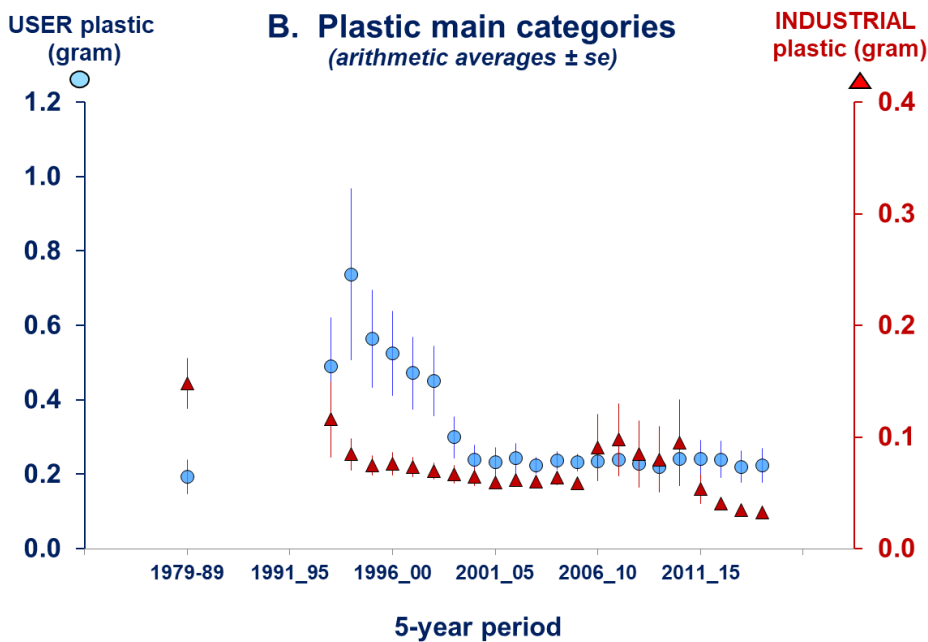 USER plastic
(gram)
B. Plastic main categories
(arithmetic averages ± se)
INDUSTRIAL
plastic (gram)
1.2
1.0
0.8
0.6
0.4
0.2
0.0
0.4
0.3
0.2
0.1
0.0
1979-89
1991_95
1996_00
2001_05
2006_10
2011_15
5-year period